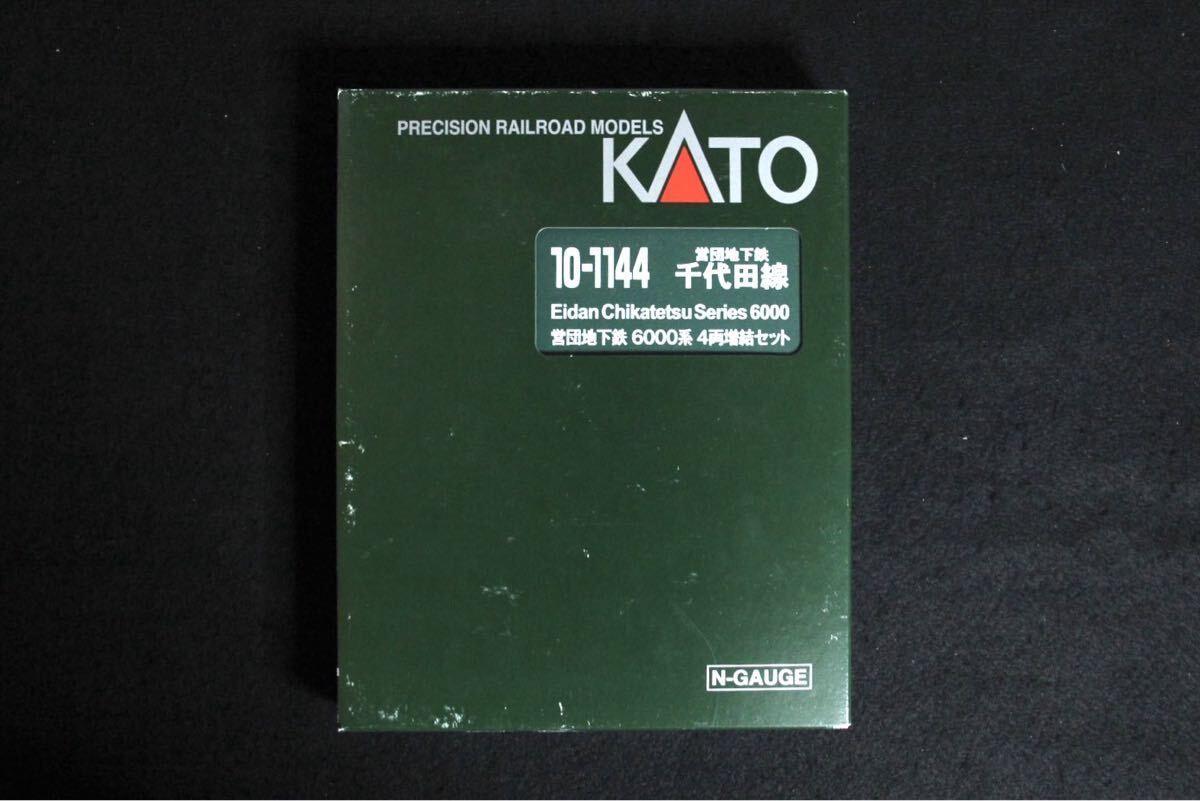 PRECISION RAILROAD MODELS
KATO
10-1144
営団地下鉄
千代田線
Eidan Chikatetsu Series 6000
営団地下鉄 6000系 4両増結セット
N-GAUGE